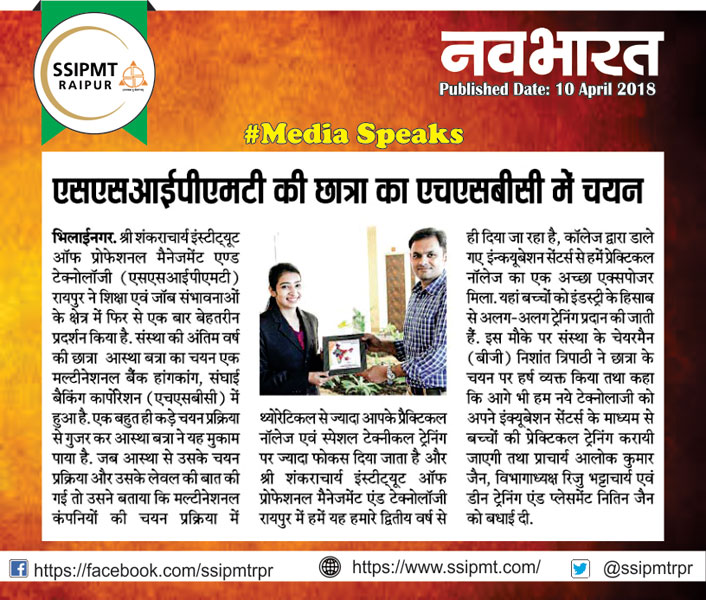 SSIPMT
RAIPUR
नवभारत
Published Date: 10 April 2018
#Media Speaks
एसएसआईपीएमटी की छात्रा का एचएसबीसी में चयन
भिलाईनगर. श्री शंकराचार्य इंस्टीट्यूट
ऑफ प्रोफेशनल मैनेजमेंट एण्ड
टेक्नोलॉजी (एसएसआईपीएमटी)
रायपुर ने शिक्षा एवं जॉब संभावनाओं
के क्षेत्र में फिर से एक बार बेहतरीन
प्रदर्शन किया है. संस्था की अंतिम वर्ष
की छात्रा आस्था बत्रा का चयन एक
मल्टीनेशनल बैंक हांगकांग, संघाई
बैकिंग कार्पोरेशन (एचएसबीसी) में
हुआ है. एक बहुत ही कड़े चयन प्रक्रिया
से गुजर कर आस्था बत्रा ने यह मुकाम
पाया है. जब आस्था से उसके चयन
प्रक्रिया और उसके लेवल की बात की
गई तो उसने बताया कि मल्टीनेशनल
कंपनियों की चयन प्रक्रिया में
थ्योरेटिकल से ज्यादा आपके प्रैक्टिकल
नॉलेज एवं स्पेशल टेक्नीकल ट्रेनिंग
पर ज्यादा फोकस दिया जाता है और
श्री शंकराचार्य इंस्टीट्यूट ऑफ
प्रोफेशनल मैनेजमेंट एंड टेक्नोलॉजी
रायपुर में हमें यह हमारे द्वितीय वर्ष से
ही दिया जा रहा है, कॉलेज द्वारा डाले
गए इंन्क्यूबेशन सेंटर्स से हमें प्रेक्टिकल
नॉलेज का एक अच्छा एक्सपोजर
मिला. यहां बच्चों को इंडस्ट्री के हिसाब
से अलग-अलग ट्रेनिंग प्रदान की जाती
हैं. इस मौके पर संस्था के चेयरमैन
(बीजी) निशांत त्रिपाठी ने छात्रा के
चयन पर हर्ष व्यक्त किया तथा कहा
कि आगे भी हम नये टेक्नोलाजी को
अपने इंक्यूबेशन सेंटर्स के माध्यम से
बच्चों की प्रेक्टिकल ट्रेनिंग करायी
जाएगी तथा प्राचार्य आलोक कुमार
जैन, विभागाध्यक्ष रिजु भट्टाचार्य एवं
डीन ट्रेनिंग एंड प्लेसमेंट नितिन जैन
को बधाई दी.
https://facebook.com/ssipmtrpr
https://www.ssipmt.com/
@ssipmtrpr